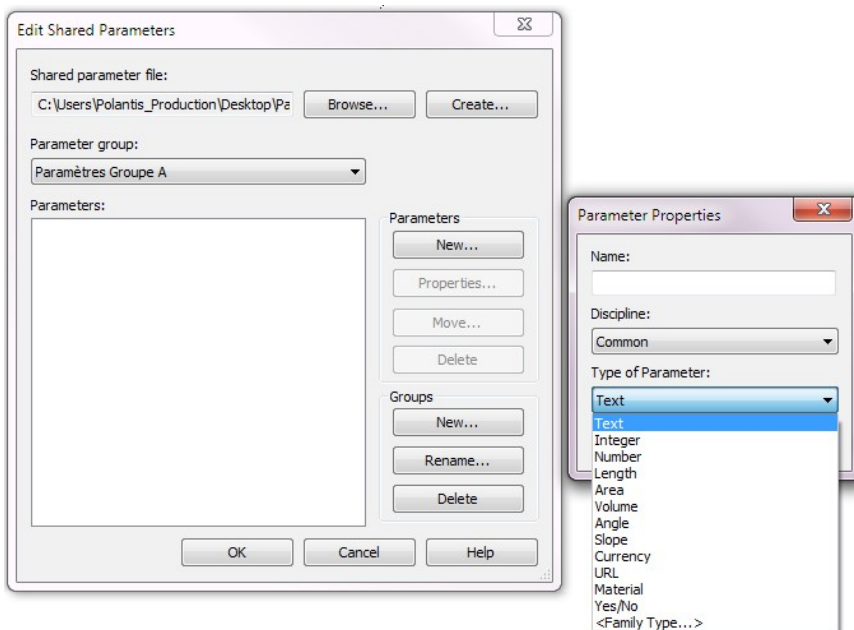 Edit Shared Parameters
Shared parameter file:
C:\Users\Polantis_Production\Desktop\Pa
Browse...
Create...
Parameter group:
Paramètres Groupe A
Parameters:
Parameters
New...
Properties...
Move...
Delete
Groups
New...
Rename...
Delete
OK
Cancel
Help
Parameter Properties
Name:
Discipline:
Common
Type of Parameter:
Text
Text
Integer
Number
Length
Area
Volume
Angle
Slope
Currency
URL
Material
Yes/No
<Family Type...>